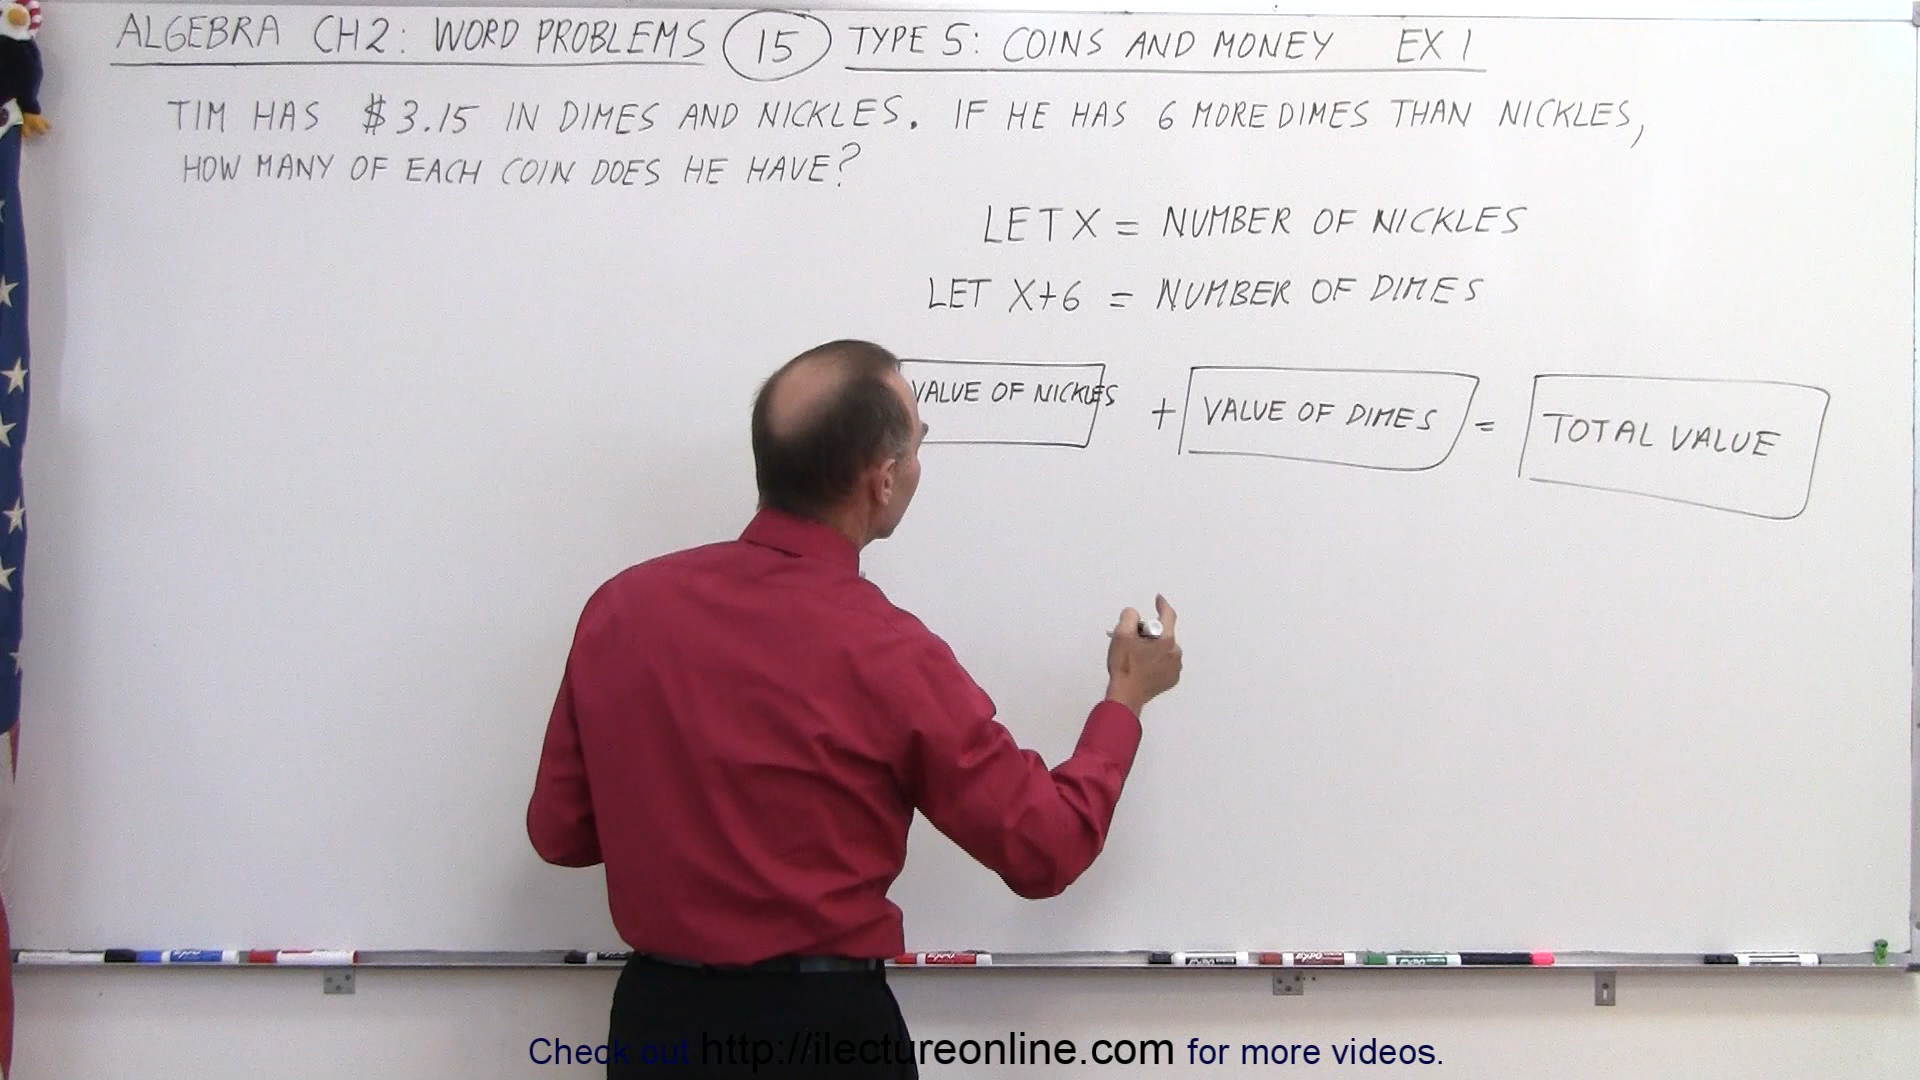 ALGEBRA CH2: WORD PROBLEMS 15 TYPE 5: COINS AND MONEY EX 1
TIM HAS $3.15 IN DIMES AND NICKLES. IF HE HAS 6 MORE DIMES THAN NICKLES,
HOW MANY OF EACH COIN DOES HE HAVE?
LET X = NUMBER OF NICKLES
LET X+6 = NUMBER OF DIMES
VALUE OF NICKLES + VALUE OF DIMES = TOTAL VALUE
Check out http://ilectureonline.com for more videos.